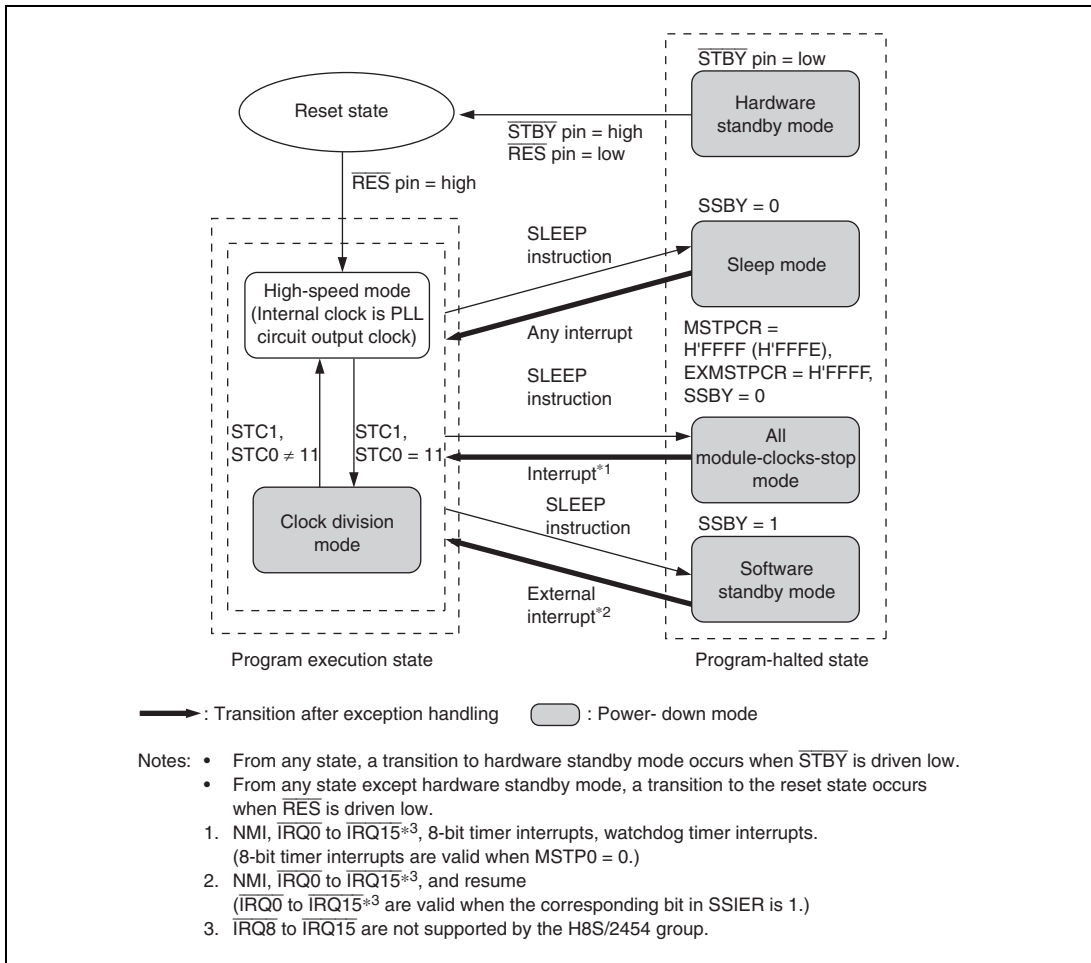 STBY pin = low
Hardware
standby mode
Reset state
STBY pin = high
RES pin = low
RES pin = high
SSBY = 0
SLEEP
instruction
Sleep mode
High-speed mode
(Internal clock is PLL
circuit output clock)
Any interrupt
MSTPCR =
H'FFFF (H'FFFE),
EXMSTPCR = H'FFFF,
SSBY = 0
SLEEP
instruction
STC1,
STC0 ≠ 11
STC1,
STC0 = 11
All
module-clocks-stop
mode
Interrupt*1
SLEEP
instruction
SSBY = 1
Clock division
mode
Software
standby mode
External
interrupt*2
Program execution state
Program-halted state
: Transition after exception handling
: Power- down mode
Notes: • From any state, a transition to hardware standby mode occurs when STBY is driven low.
• From any state except hardware standby mode, a transition to the reset state occurs
when RES is driven low.
1. NMI, IRQ0 to IRQ15*3, 8-bit timer interrupts, watchdog timer interrupts.
(8-bit timer interrupts are valid when MSTP0 = 0.)
2. NMI, IRQ0 to IRQ15*3, and resume
(IRQ0 to IRQ15*3 are valid when the corresponding bit in SSIER is 1.)
3. IRQ8 to IRQ15 are not supported by the H8S/2454 group.